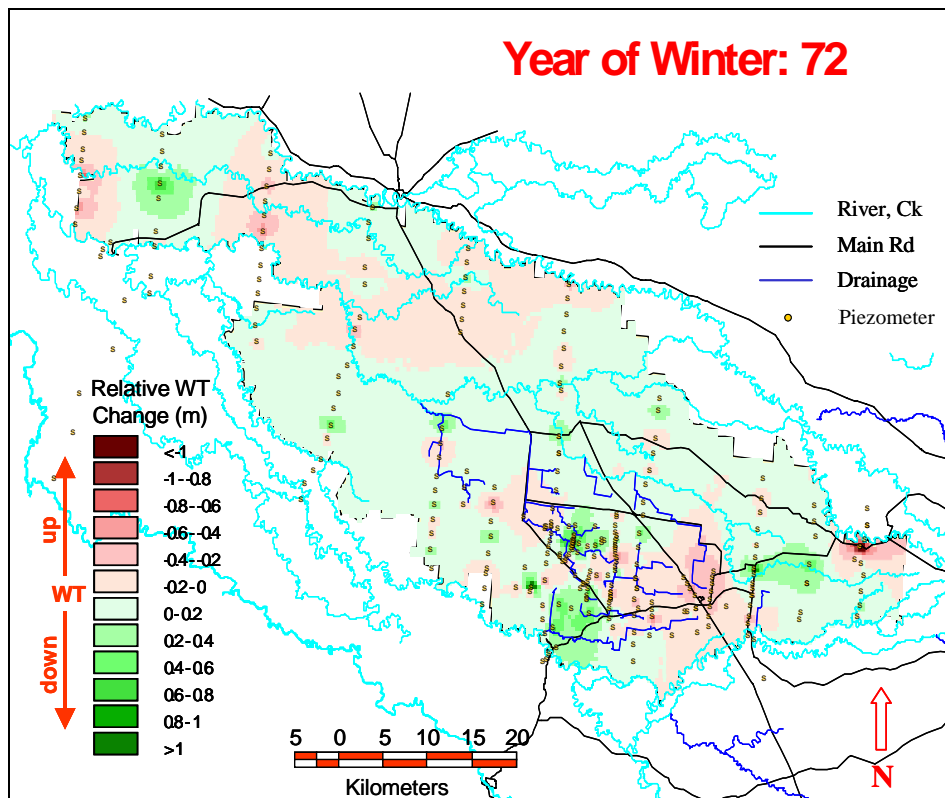 Year of Winter: 72
River, Ck
Main Rd
Drainage
Piezometer
Relative WT
Change (m)
<-1
-1--0.8
-0.8--0.6
-0.6--0.4
-0.4--0.2
-0.2-0
0-0.2
0.2-0.4
0.4-0.6
0.6-0.8
0.8-1
>1
up
WT
down
5 0 5 10 15 20
Kilometers
N